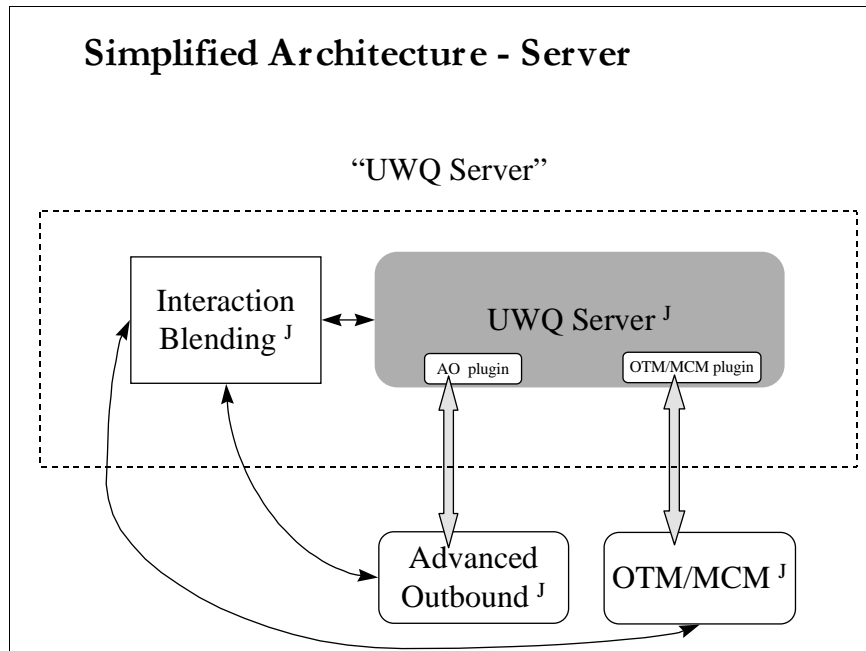 Simplified Architecture - Server
“UWQ Server”
Interaction
Blending J
UWQ Server J
AO plugin
OTM/MCM plugin
Advanced
Outbound J
OTM/MCM J